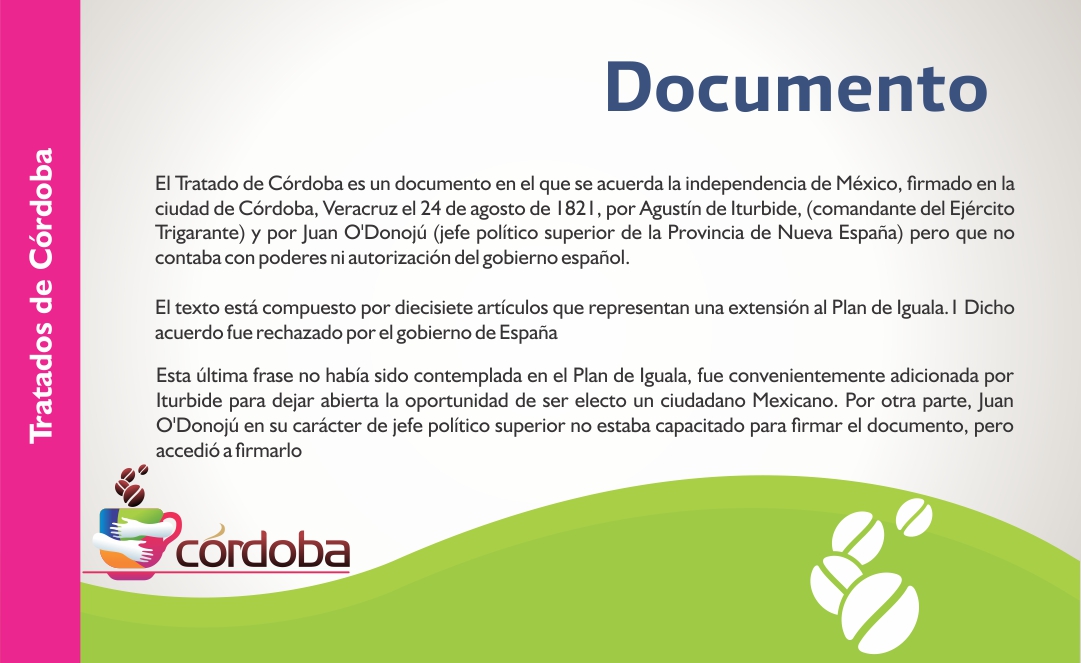 Tratados de Córdoba
Documento
El Tratado de Córdoba es un documento en el que se acuerda la independencia de México, firmado en la
ciudad de Córdoba, Veracruz el 24 de agosto de 1821, por Agustín de Iturbide, (comandante del Ejército
Trigarante) y por Juan O'Donojú (jefe político superior de la Provincia de Nueva España) pero que no
contaba con poderes ni autorización del gobierno español.
El texto está compuesto por diecisiete artículos que representan una extensión al Plan de Iguala.1 Dicho
acuerdo fue rechazado por el gobierno de España
Esta última frase no había sido contemplada en el Plan de Iguala, fue convenientemente adicionada por
Iturbide para dejar abierta la oportunidad de ser electo un ciudadano Mexicano. Por otra parte, Juan
O'Donojú en su carácter de jefe político superior no estaba capacitado para firmar el documento, pero
accedió a firmarlo
córdoba